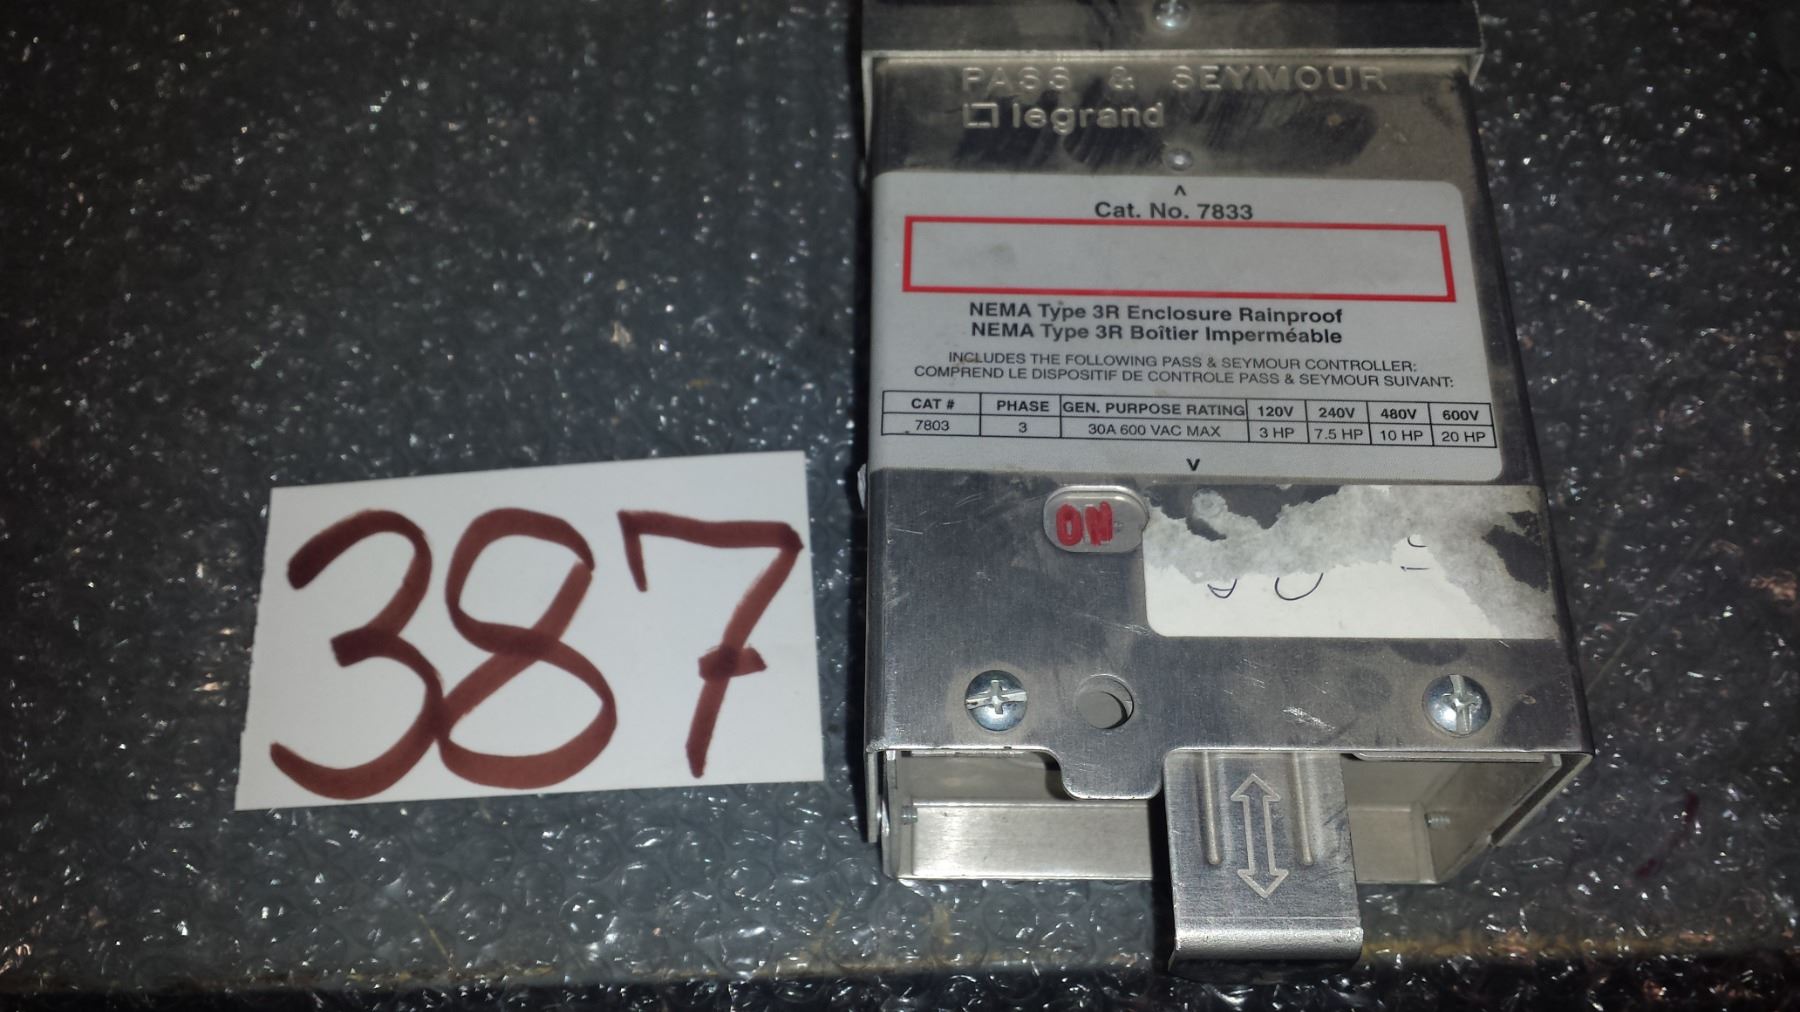 PASS & SEYMOUR
legrand
Cat. No. 7833
NEMA Type 3R Enclosure Rainproof
NEMA Type 3R Boîtier Imperméable
INCLUDES THE FOLLOWING PASS & SEYMOUR CONTROLLER:
COMPREND LE DISPOSITIF DE CONTROLE PASS & SEYMOUR SUIVANT:
CAT # PHASE GEN. PURPOSE RATING 120V 240V 480V 600V
7803 3 30A 600 VAC MAX 3 HP 7.5 HP 10 HP 20 HP
ON
387